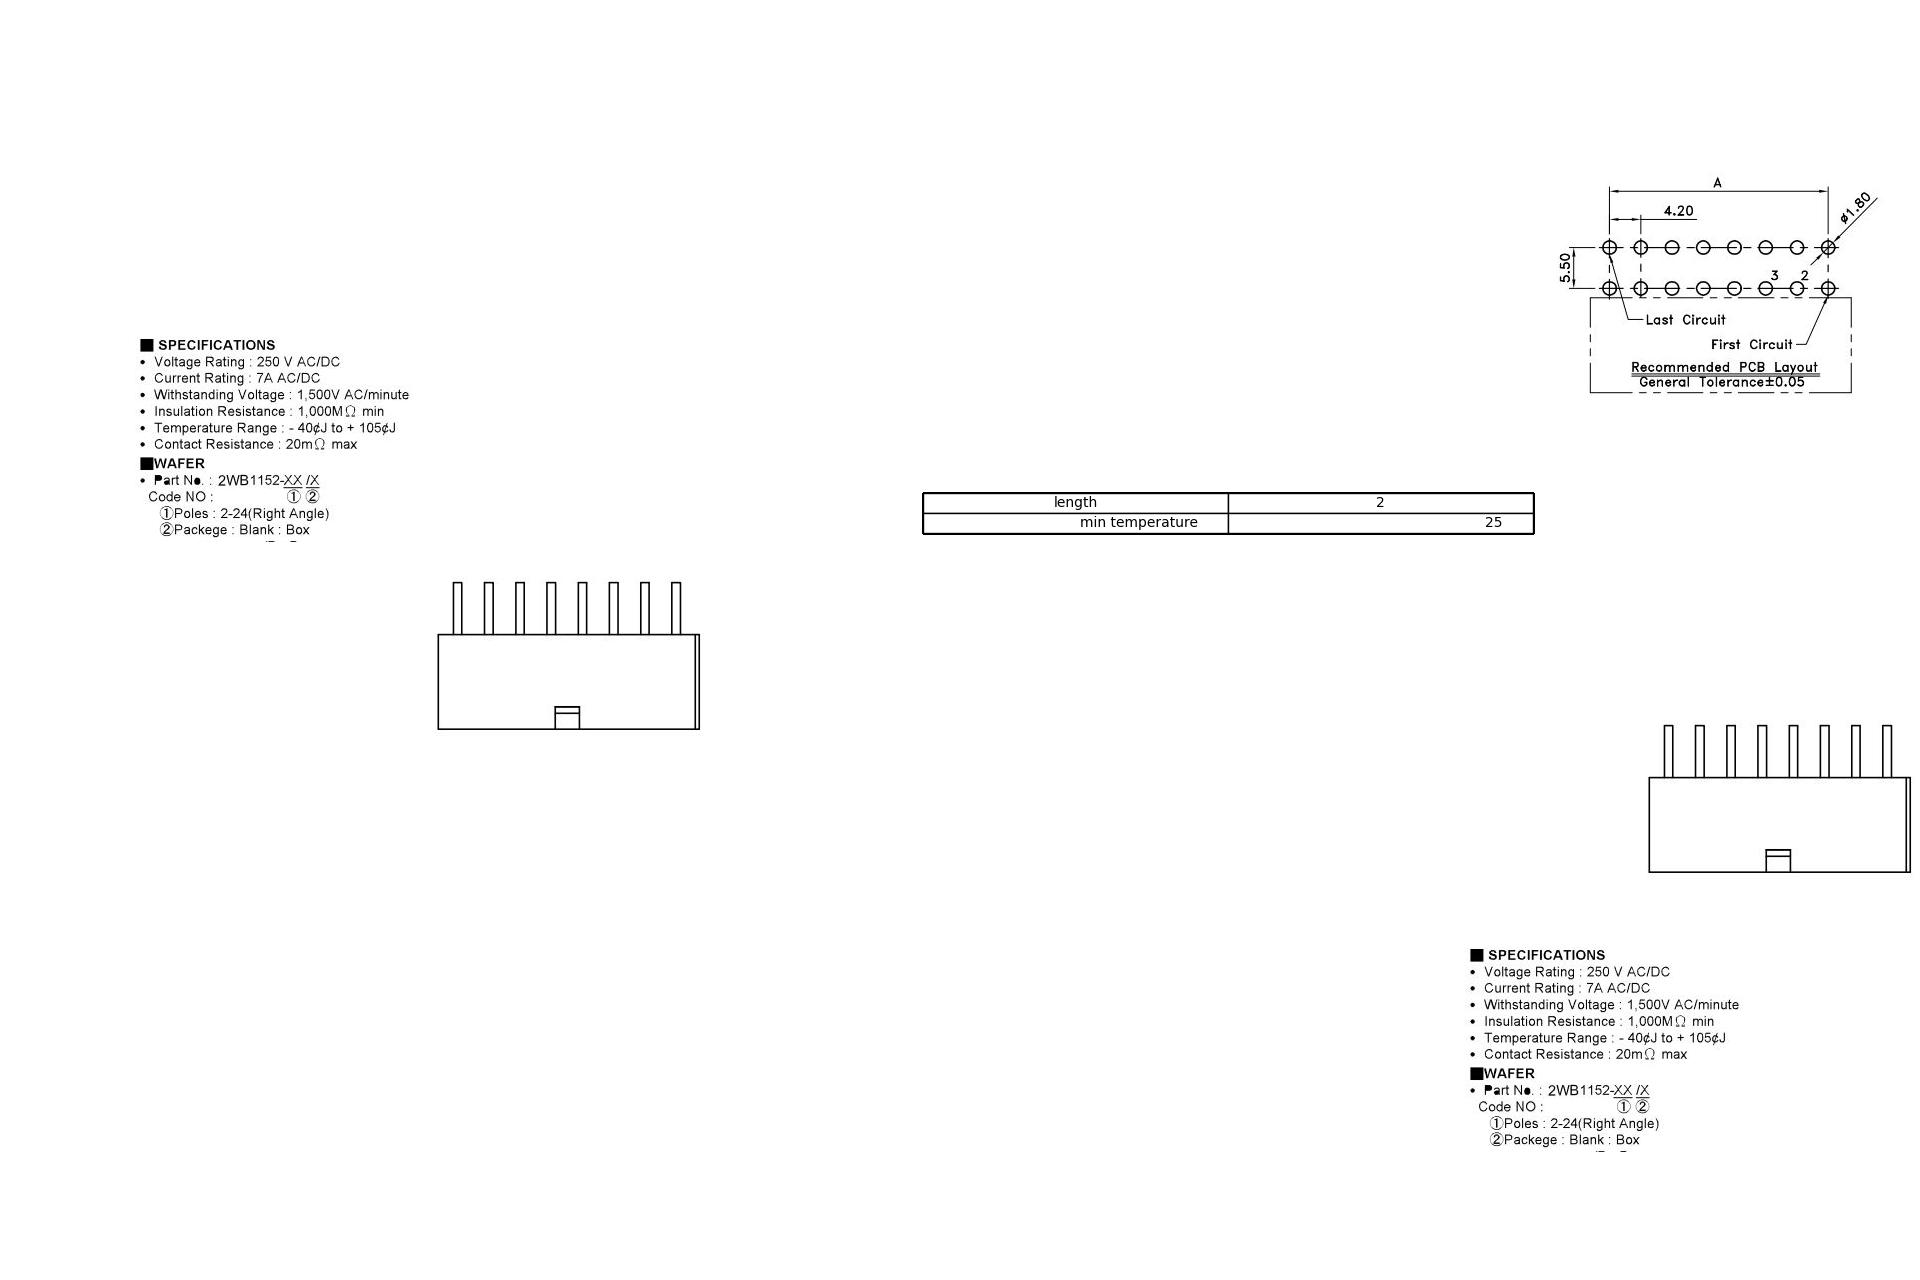 A
4.20
ø1.80
5.50
3 2
Last Circuit
First Circuit
Recommended PCB Layout
General Tolerance±0.05
■ SPECIFICATIONS
• Voltage Rating : 250 V AC/DC
• Current Rating : 7A AC/DC
• Withstanding Voltage : 1,500V AC/minute
• Insulation Resistance : 1,000MΩ min
• Temperature Range : - 40¢J to + 105¢J
• Contact Resistance : 20mΩ max
■WAFER
• Part No. : 2WB1152-XX /X
Code NO : ① ②
①Poles : 2-24(Right Angle)
②Packege : Blank : Box
length 2
min temperature 25
■ SPECIFICATIONS
• Voltage Rating : 250 V AC/DC
• Current Rating : 7A AC/DC
• Withstanding Voltage : 1,500V AC/minute
• Insulation Resistance : 1,000MΩ min
• Temperature Range : - 40¢J to + 105¢J
• Contact Resistance : 20mΩ max
■WAFER
• Part No. : 2WB1152-XX /X
Code NO : ① ②
①Poles : 2-24(Right Angle)
②Packege : Blank : Box